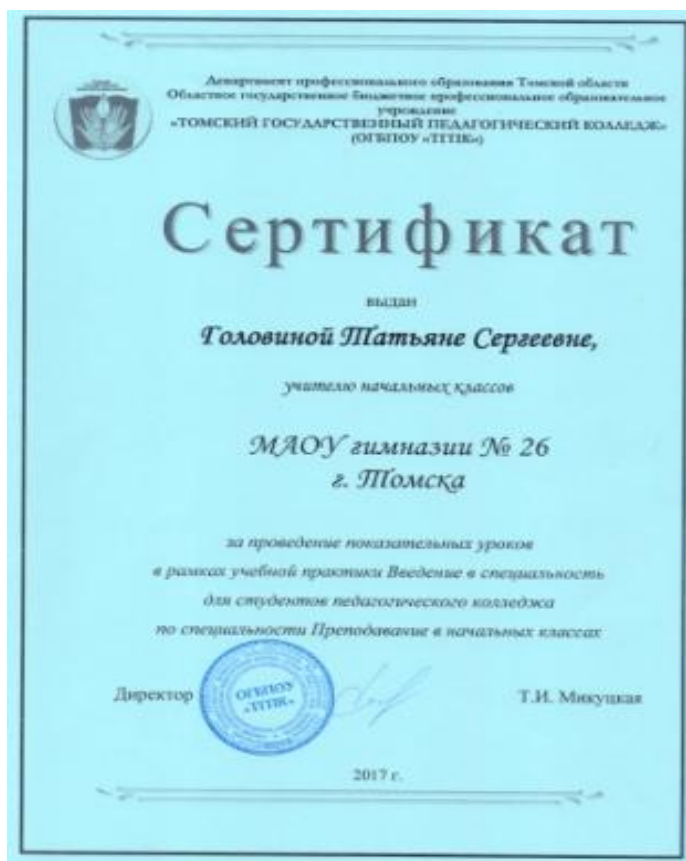 Департамент профессионального образования Томской области
Областное государственное бюджетное профессиональное образовательное
учреждение
«ТОМСКИЙ ГОСУДАРСТВЕННЫЙ ПЕДАГОГИЧЕСКИЙ КОЛЛЕДЖ»
(ОГБПОУ «ТГПК»)
Сертификат
выдан
Головиной Татьяне Сергеевне,
учителю начальных классов
МАОУ гимназии № 26
г. Томска
за проведение показательных уроков
в рамках учебной практики Введение в специальность
для студентов педагогического колледжа
по специальности Преподавание в начальных классах
Директор
ОГБПОУ
«ТГПК»
Т.И. Микуцкая
2017 г.